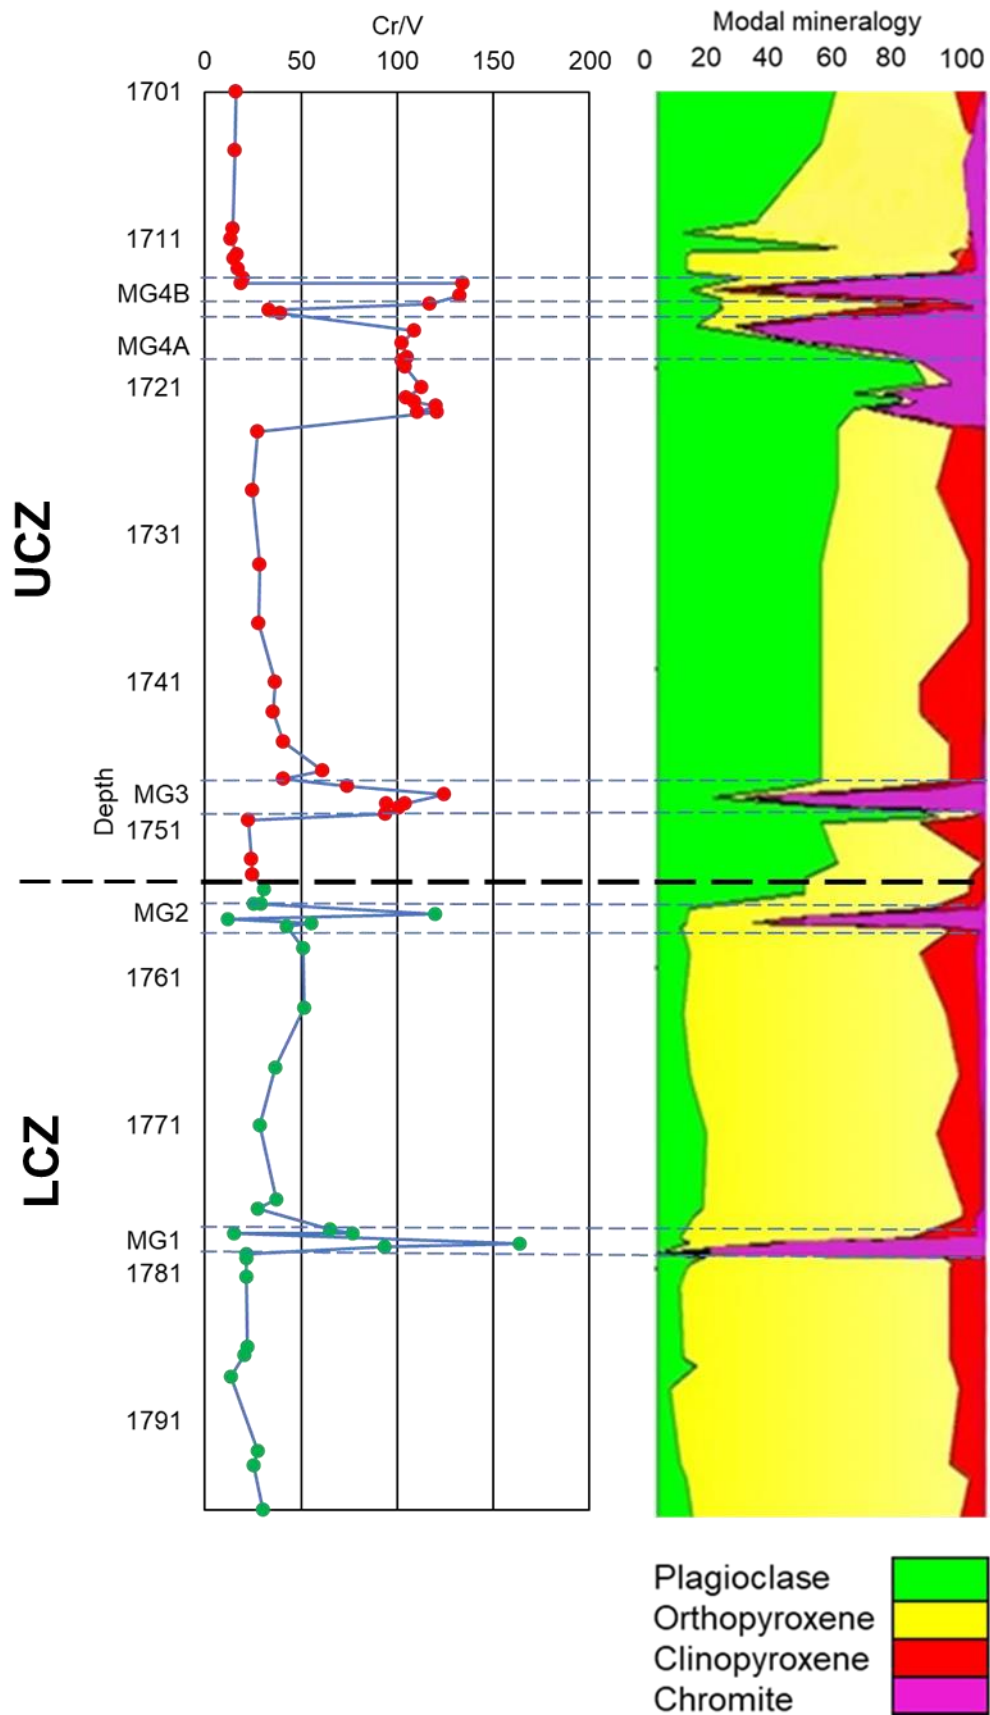 Cr/V
0 50 100 150 200
Modal mineralogy
0 20 40 60 80 100
1701
1711
MG4B
MG4A
1721
UCZ
1731
1741
Depth
MG3
1751
MG2
1761
LCZ
1771
MG1
1781
1791
Plagioclase
Orthopyroxene
Clinopyroxene
Chromite